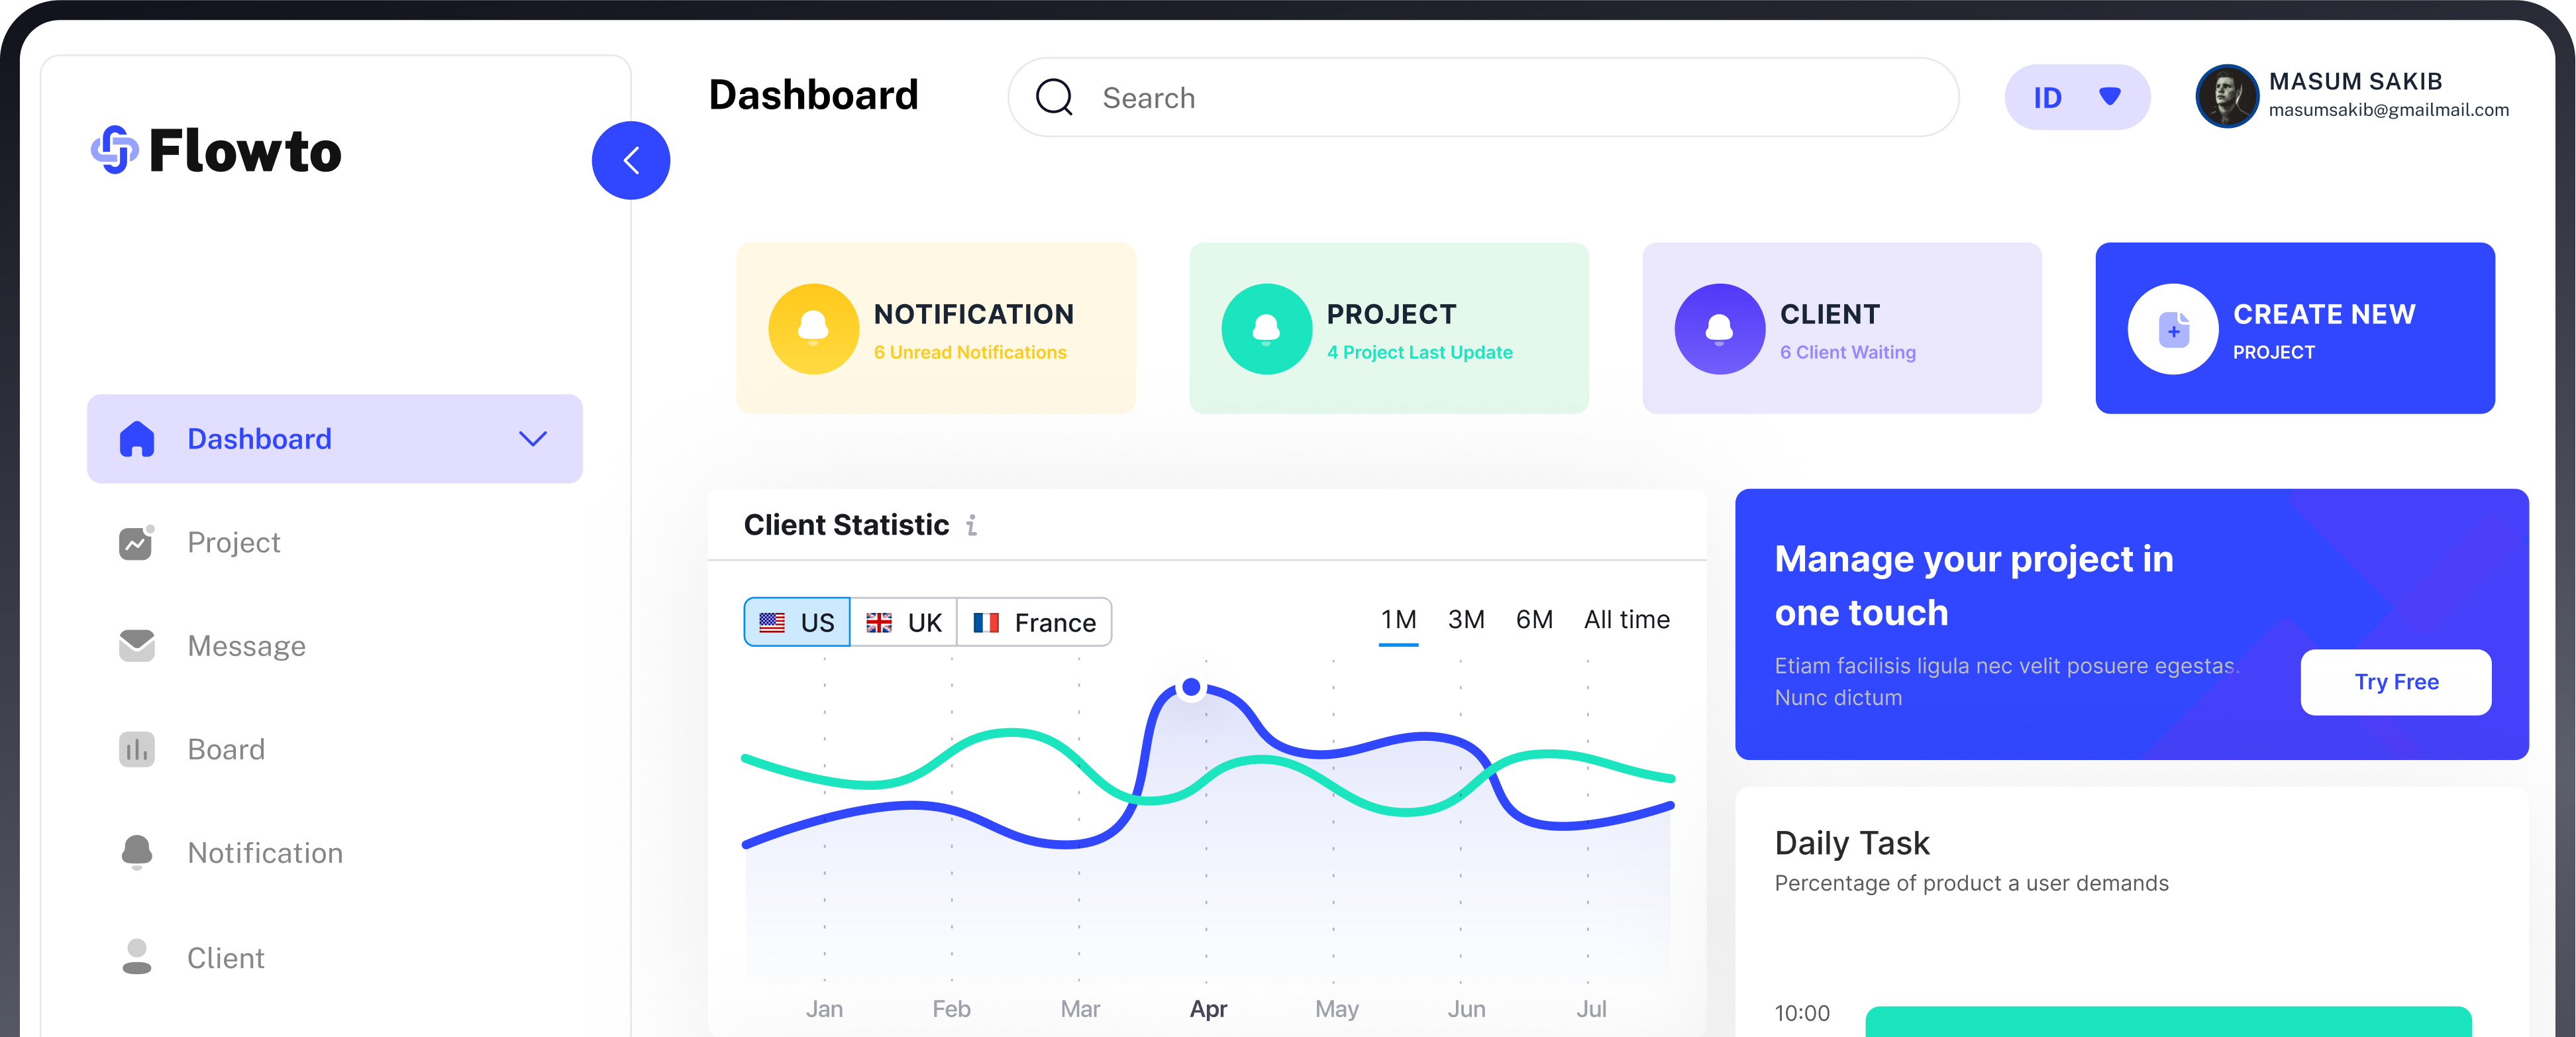 Flowto
Dashboard
Project
Message
Board
Notification
Client
Dashboard
Search
ID
MASUM SAKIB
masumsakib@gmailmail.com
NOTIFICATION
6 Unread Notifications
PROJECT
4 Project Last Update
CLIENT
6 Client Waiting
CREATE NEW
PROJECT
Client Statistic i
US UK France
1M 3M 6M All time
Jan Feb Mar Apr May Jun Jul
Manage your project in
one touch
Etiam facilisis ligula nec velit posuere egestas.
Nunc dictum
Try Free
Daily Task
Percentage of product a user demands
10:00